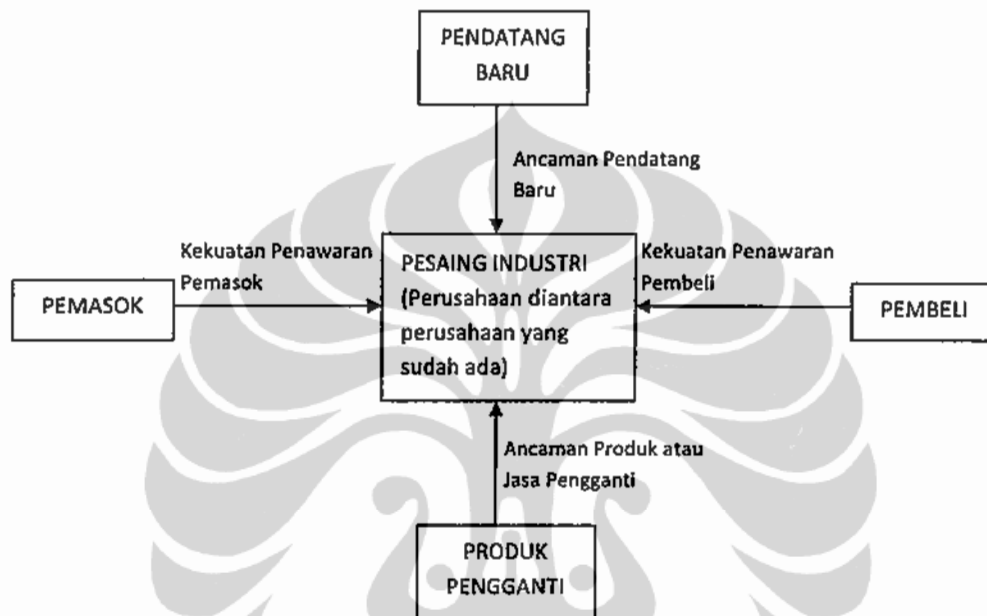 PENDATANG
BARU
Ancaman Pendatang
Baru
Kekuatan Penawaran
Pemasok
PEMASOK
PESAING INDUSTRI
(Perusahaan diantara
perusahaan yang
sudah ada)
Kekuatan Penawaran
Pembeli
PEMBELI
Ancaman Produk atau
Jasa Pengganti
PRODUK
PENGGANTI